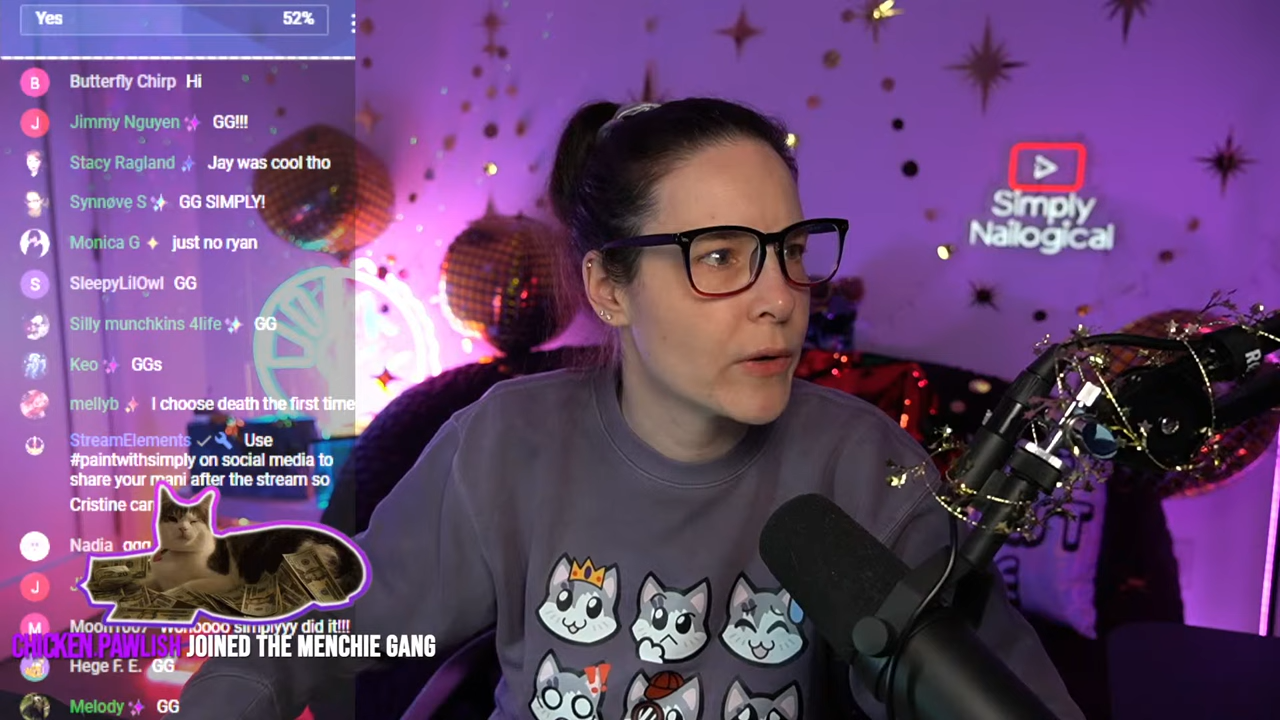 Yes 52%
Butterfly Chirp Hi
Jimmy Nguyen GG!!!
Stacy Ragland Jay was cool tho
Synnøve S GG SIMPLY!
Monica G just no ryan
SleepyLilOwl GG
Silly munchkins 4life GG
Keo GGs
mellyb I choose death the first time
StreamElements Use
#paintwithsimply on social media to
share your mani after the stream so
Cristine can
Nadia ggg
simplyyy did it!!!
CHICKEN PAWLISH JOINED THE MENCHIE GANG
Hege F. E. GG
Melody GG
Simply
Nailogical